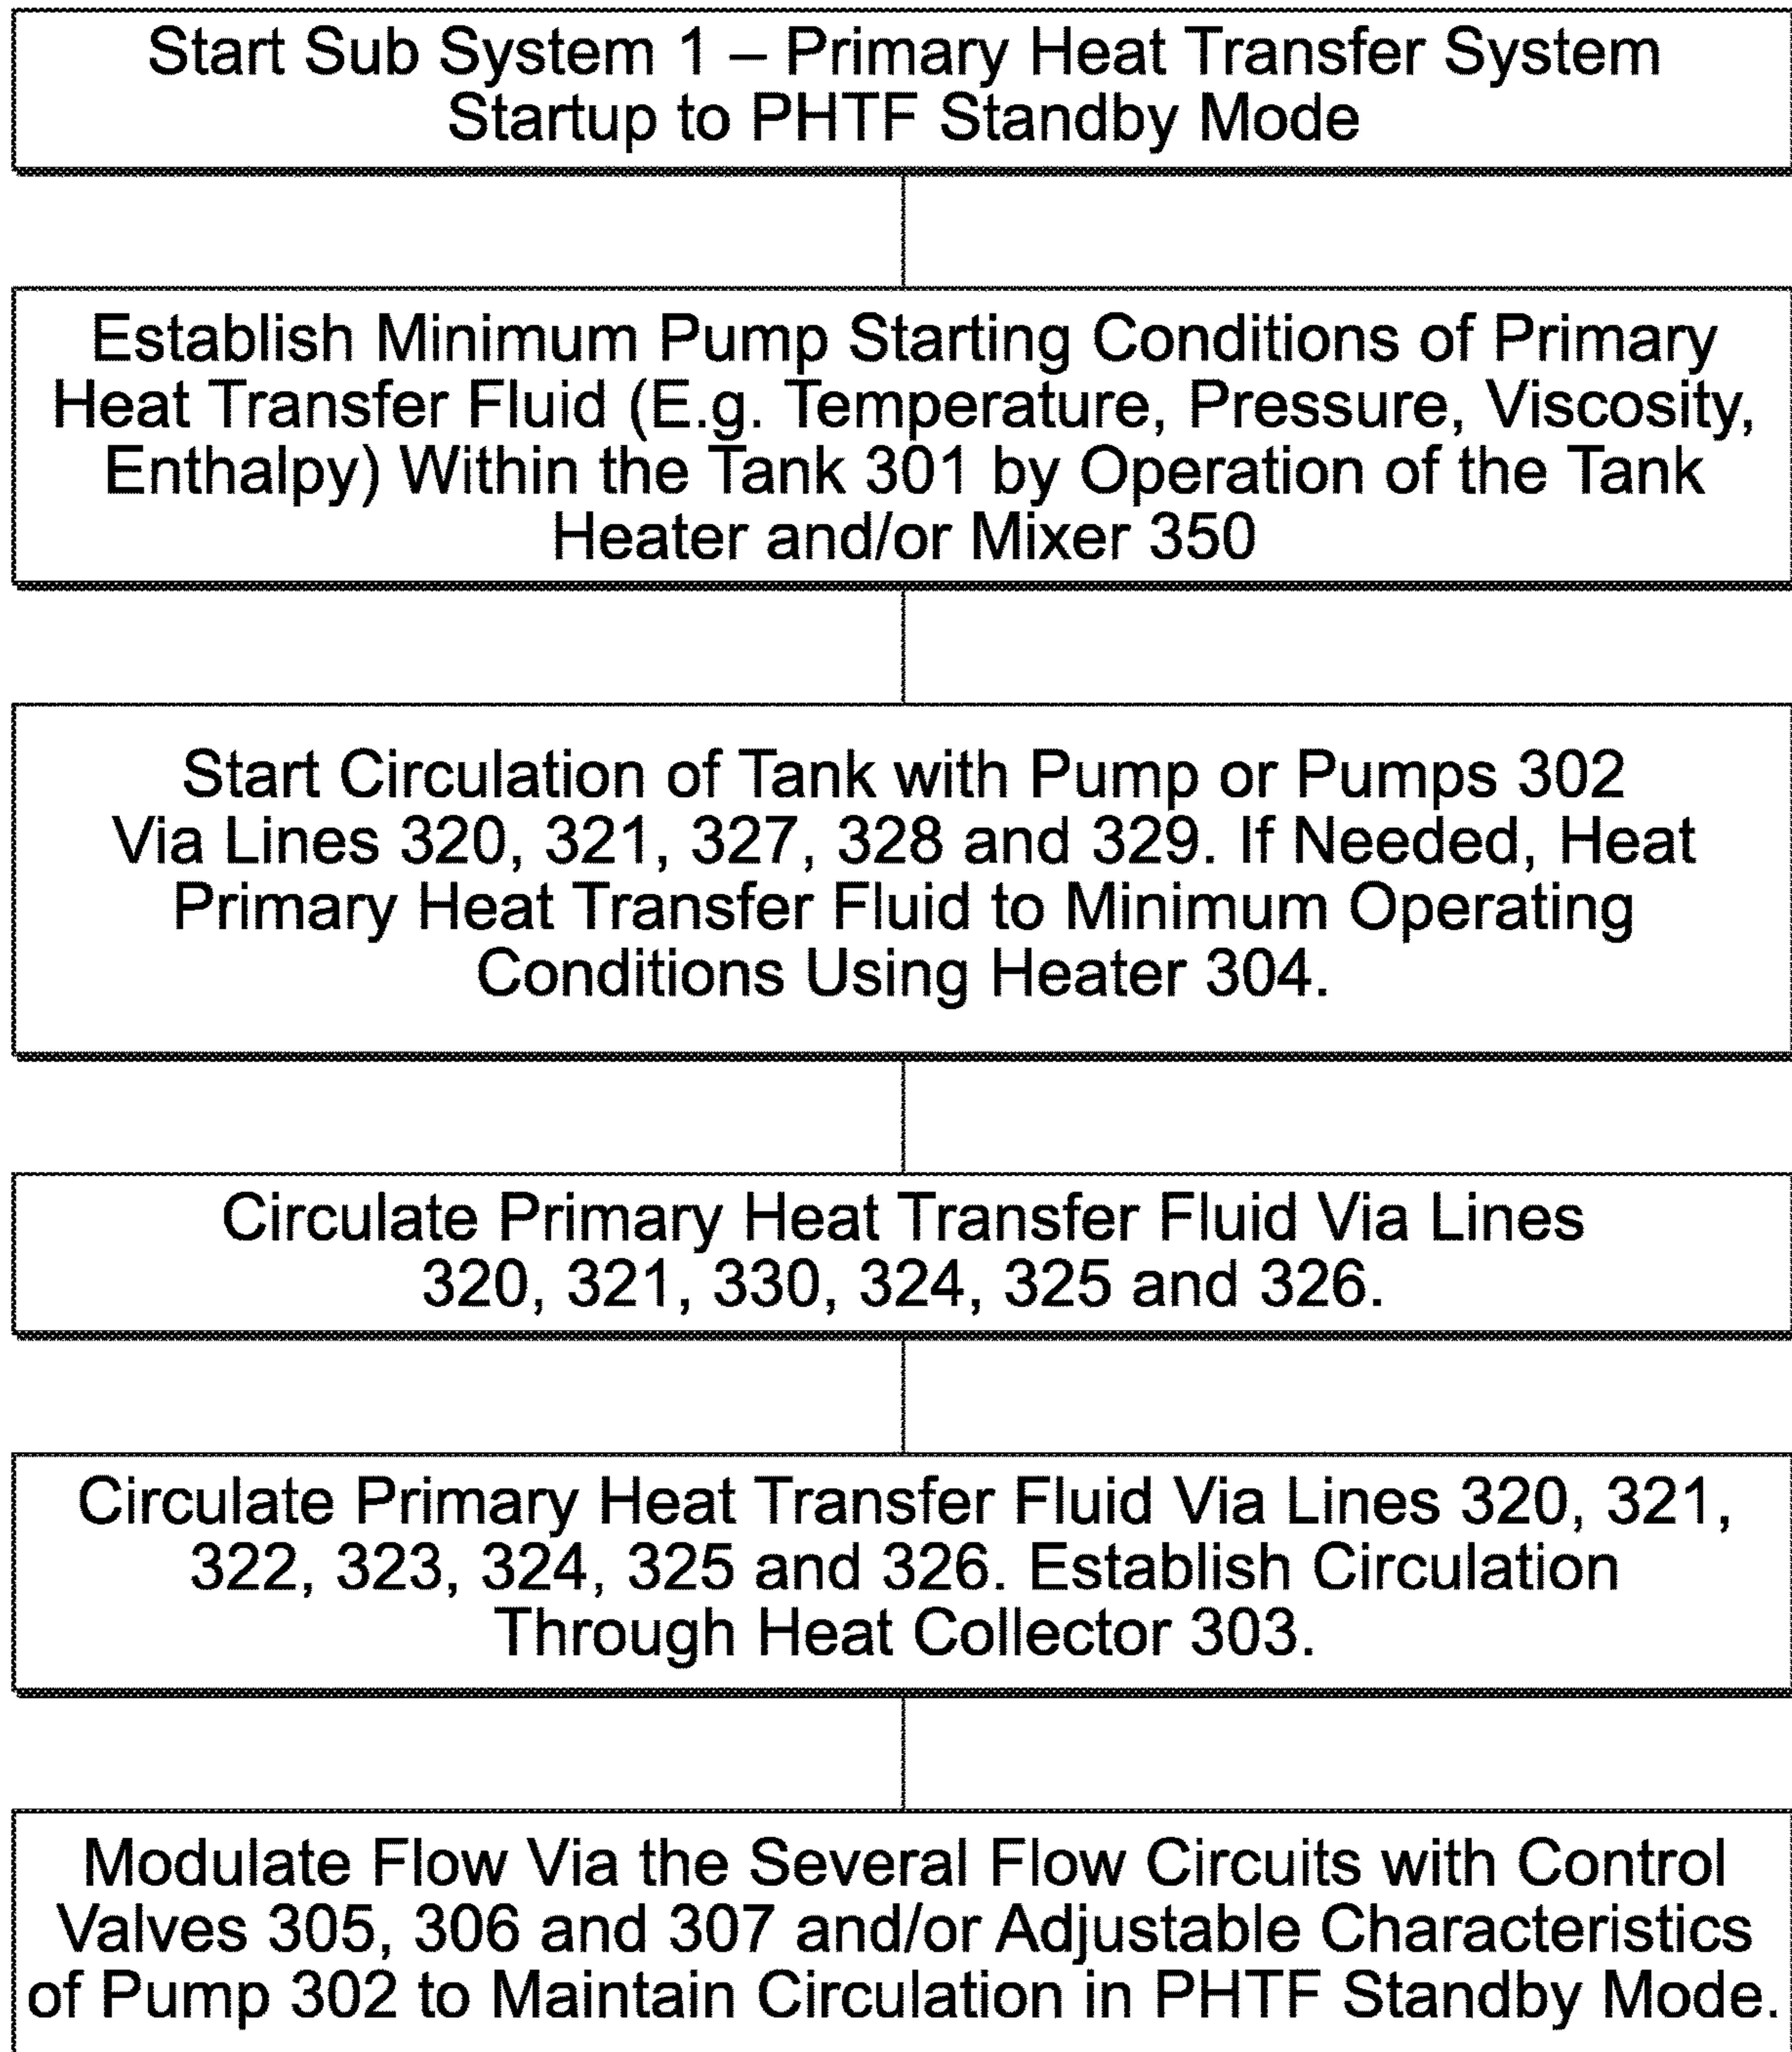 Start Sub System 1 – Primary Heat Transfer System
Startup to PHTF Standby Mode
Establish Minimum Pump Starting Conditions of Primary
Heat Transfer Fluid (E.g. Temperature, Pressure, Viscosity,
Enthalpy) Within the Tank 301 by Operation of the Tank
Heater and/or Mixer 350
Start Circulation of Tank with Pump or Pumps 302
Via Lines 320, 321, 327, 328 and 329. If Needed, Heat
Primary Heat Transfer Fluid to Minimum Operating
Conditions Using Heater 304.
Circulate Primary Heat Transfer Fluid Via Lines
320, 321, 330, 324, 325 and 326.
Circulate Primary Heat Transfer Fluid Via Lines 320, 321,
322, 323, 324, 325 and 326. Establish Circulation
Through Heat Collector 303.
Modulate Flow Via the Several Flow Circuits with Control
Valves 305, 306 and 307 and/or Adjustable Characteristics
of Pump 302 to Maintain Circulation in PHTF Standby Mode.